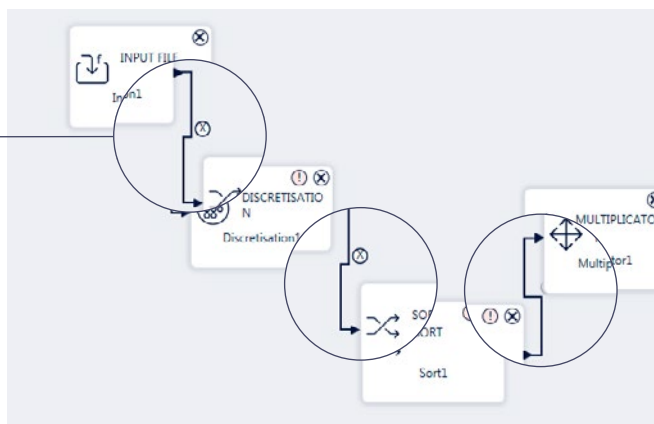 INPUT FILE
DISCRETISATIO
N
Discretisation1
SORT
Sort1
MULTIPLICATO